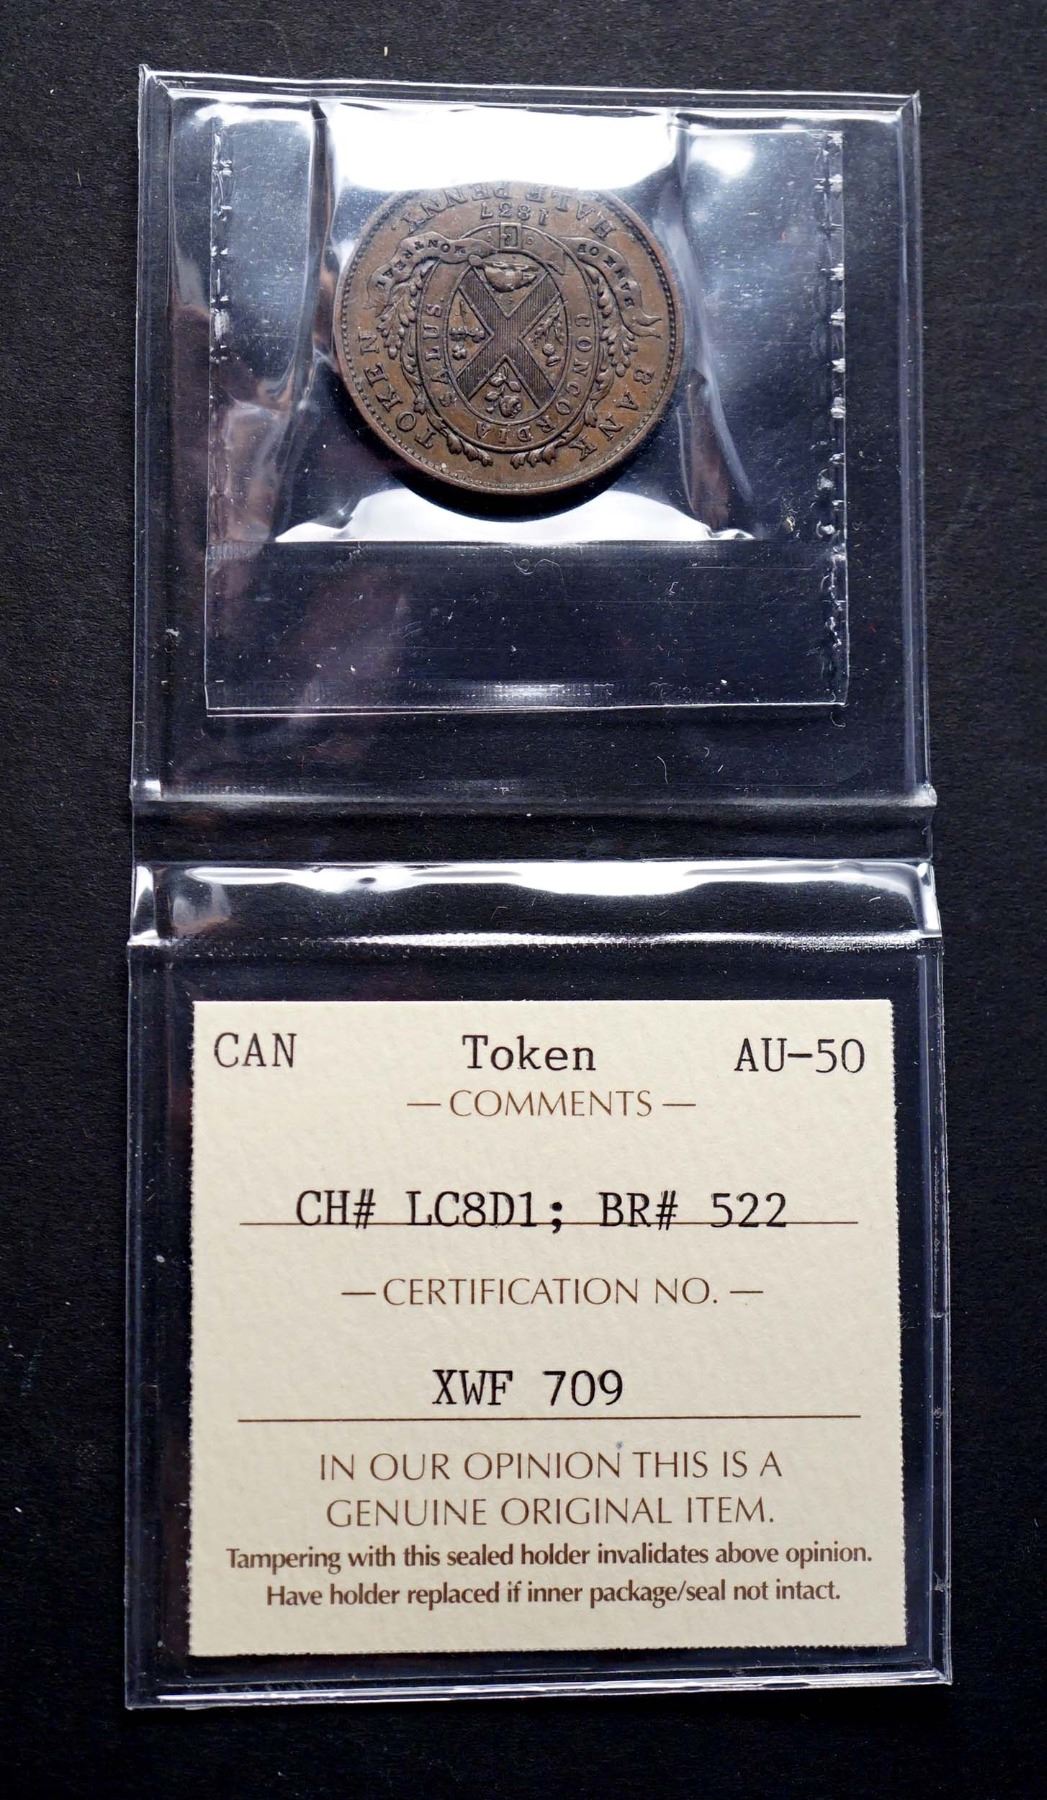 BANK TOKEN
CONCORDIA SALUS
BANK OF MONTREAL
1837
HALF PENNY
CAN Token AU-50
— COMMENTS —
CH# LC8D1; BR# 522
— CERTIFICATION NO. —
XWF 709
IN OUR OPINION THIS IS A
GENUINE ORIGINAL ITEM.
Tampering with this sealed holder invalidates above opinion.
Have holder replaced if inner package/seal not intact.